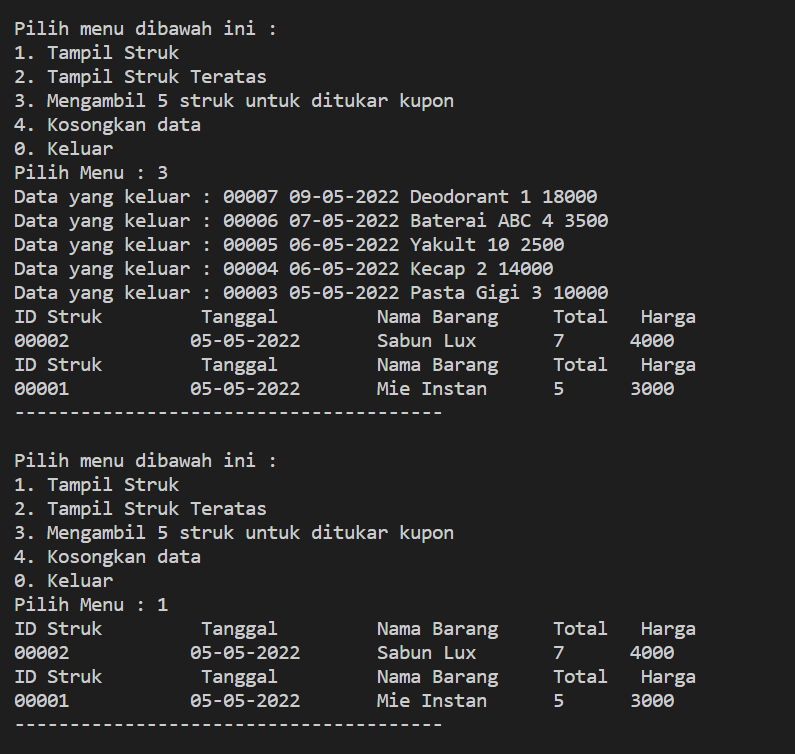 Pilih menu dibawah ini :
1. Tampil Struk
2. Tampil Struk Teratas
3. Mengambil 5 struk untuk ditukar kupon
4. Kosongkan data
0. Keluar
Pilih Menu : 3
Data yang keluar : 00007 09-05-2022 Deodorant 1 18000
Data yang keluar : 00006 07-05-2022 Baterai ABC 4 3500
Data yang keluar : 00005 06-05-2022 Yakult 10 2500
Data yang keluar : 00004 06-05-2022 Kecap 2 14000
Data yang keluar : 00003 05-05-2022 Pasta Gigi 3 10000
ID Struk         Tanggal         Nama Barang     Total   Harga
00002           05-05-2022       Sabun Lux       7      4000
ID Struk         Tanggal         Nama Barang     Total   Harga
00001           05-05-2022       Mie Instan      5      3000
---------------------------------------

Pilih menu dibawah ini :
1. Tampil Struk
2. Tampil Struk Teratas
3. Mengambil 5 struk untuk ditukar kupon
4. Kosongkan data
0. Keluar
Pilih Menu : 1
ID Struk         Tanggal         Nama Barang     Total   Harga
00002           05-05-2022       Sabun Lux       7      4000
ID Struk         Tanggal         Nama Barang     Total   Harga
00001           05-05-2022       Mie Instan      5      3000
---------------------------------------